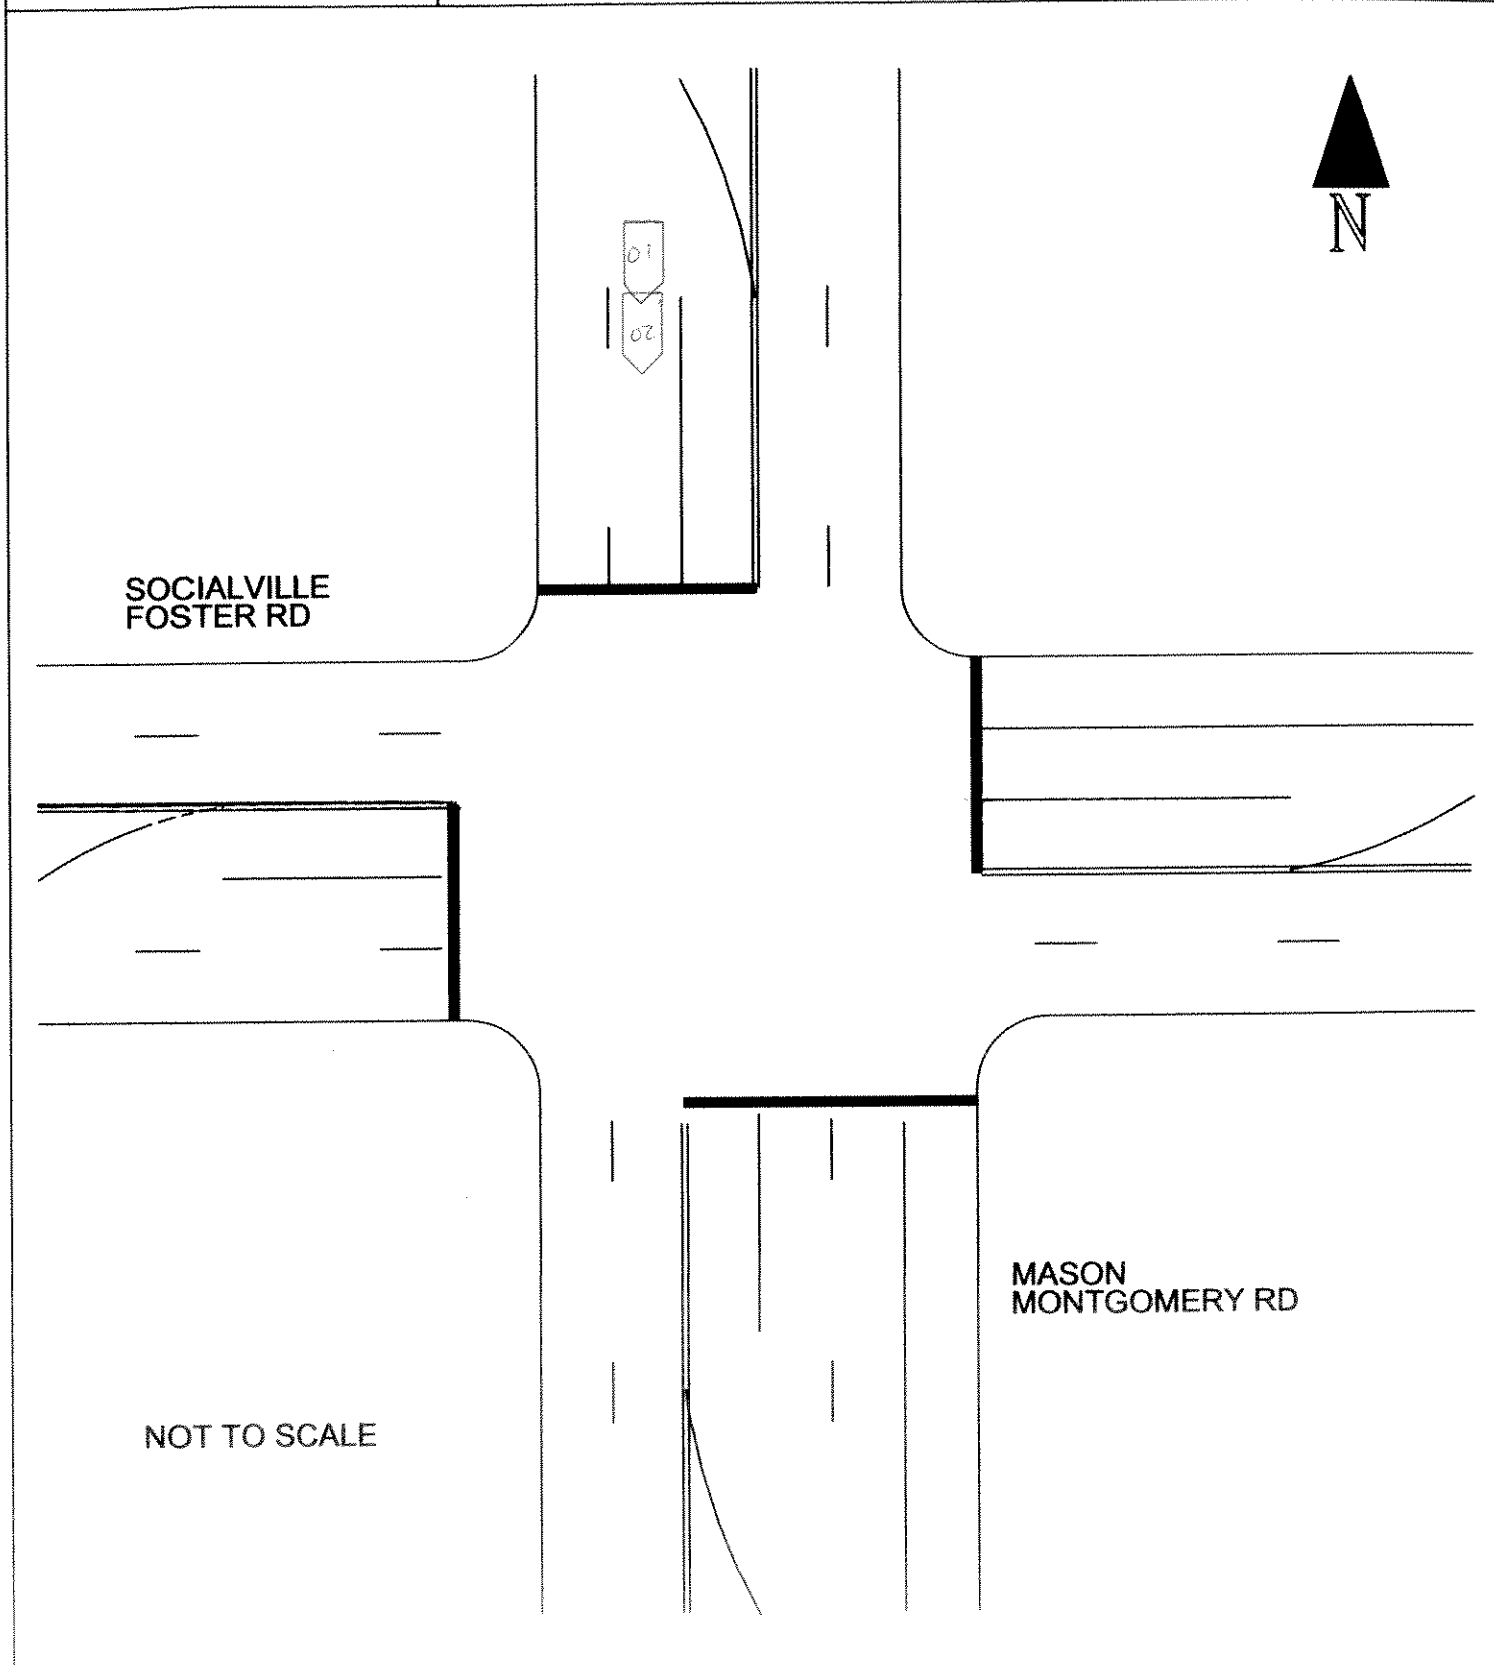 N
01
02
SOCIALVILLE
FOSTER RD
MASON
MONTGOMERY RD
NOT TO SCALE